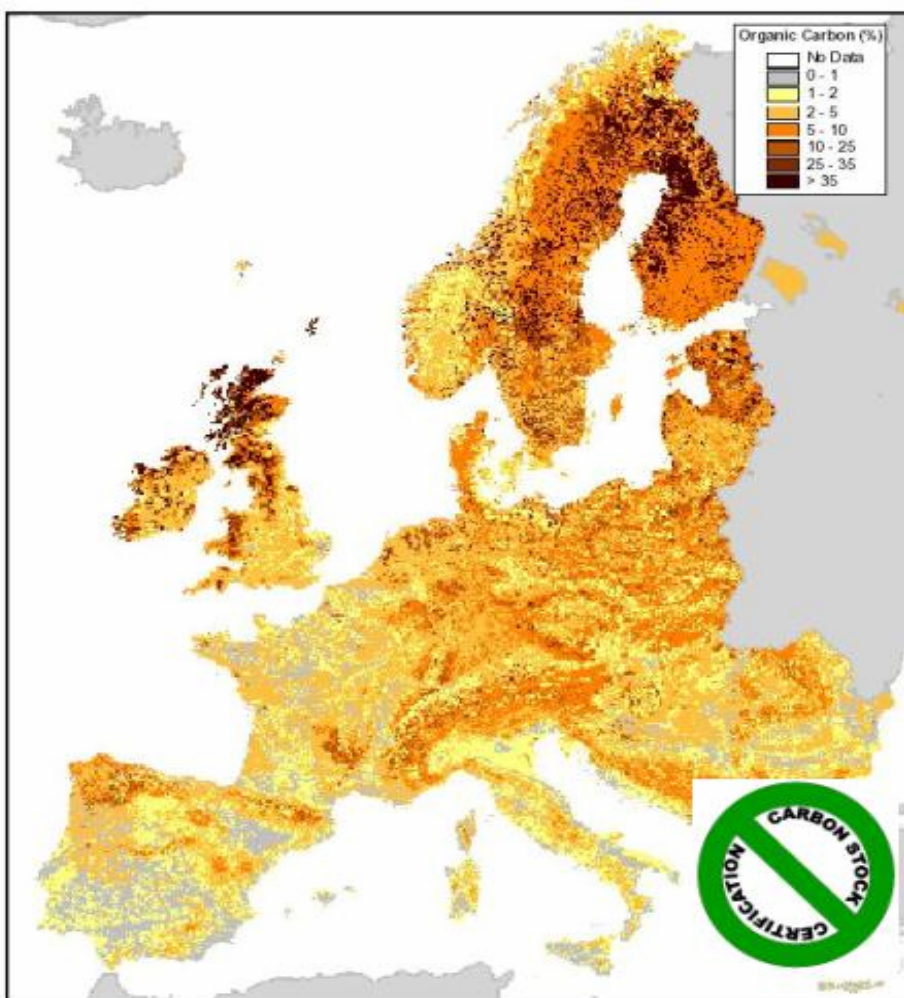 Organic Carbon (%)
No Data
0 - 1
1 - 2
2 - 5
5 - 10
10 - 25
25 - 35
> 35
CARBON STOCK
CERTIFICATION